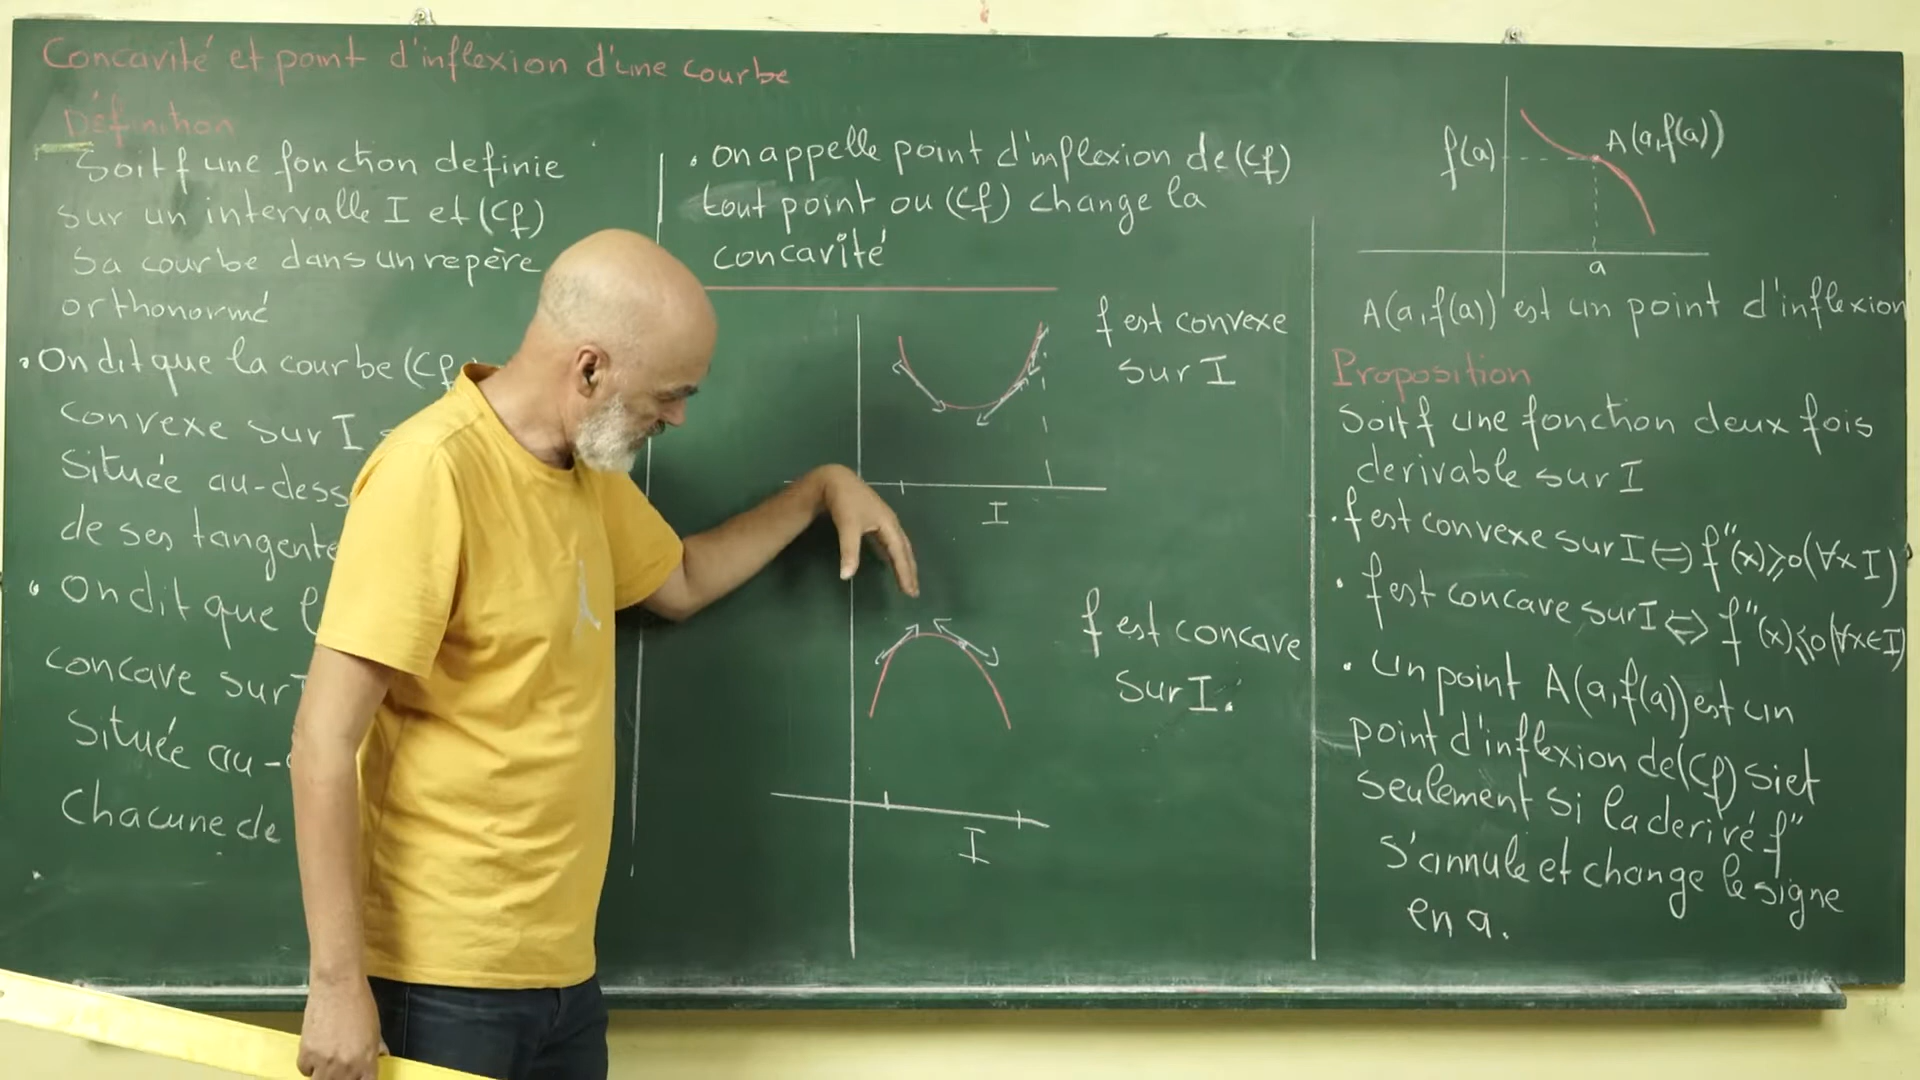 Concavité et point d'inflexion d'une courbe
Définition
Soit f une fonction definie
sur un intervalle I et (Cf)
Sa courbe dans un repère
orthonormé
. On dit que la courbe (Cf
convexe sur I
Située au-dess
de ses tangente
. On dit que l
concave sur I
Située au-
Chacune de
. on appelle point d'inflexion de (Cf)
tout point ou (Cf) change la
concavité
f est convexe
sur I
I
f est concave
sur I.
I
f(a)
A(a,f(a))
a
A(a,f(a)) est un point d'inflexion
Proposition
Soit f une fonction deux fois
derivable sur I
. f est convexe sur I ⇔ f"(x)⩾0(∀x I)
. f est concave sur I ⇔ f"(x)⩽0(∀x∈I)
. Un point A(a,f(a)) est un
point d'inflexion de (Cf) si et
seulement si la derivé f"
s'annule et change le signe
en a.